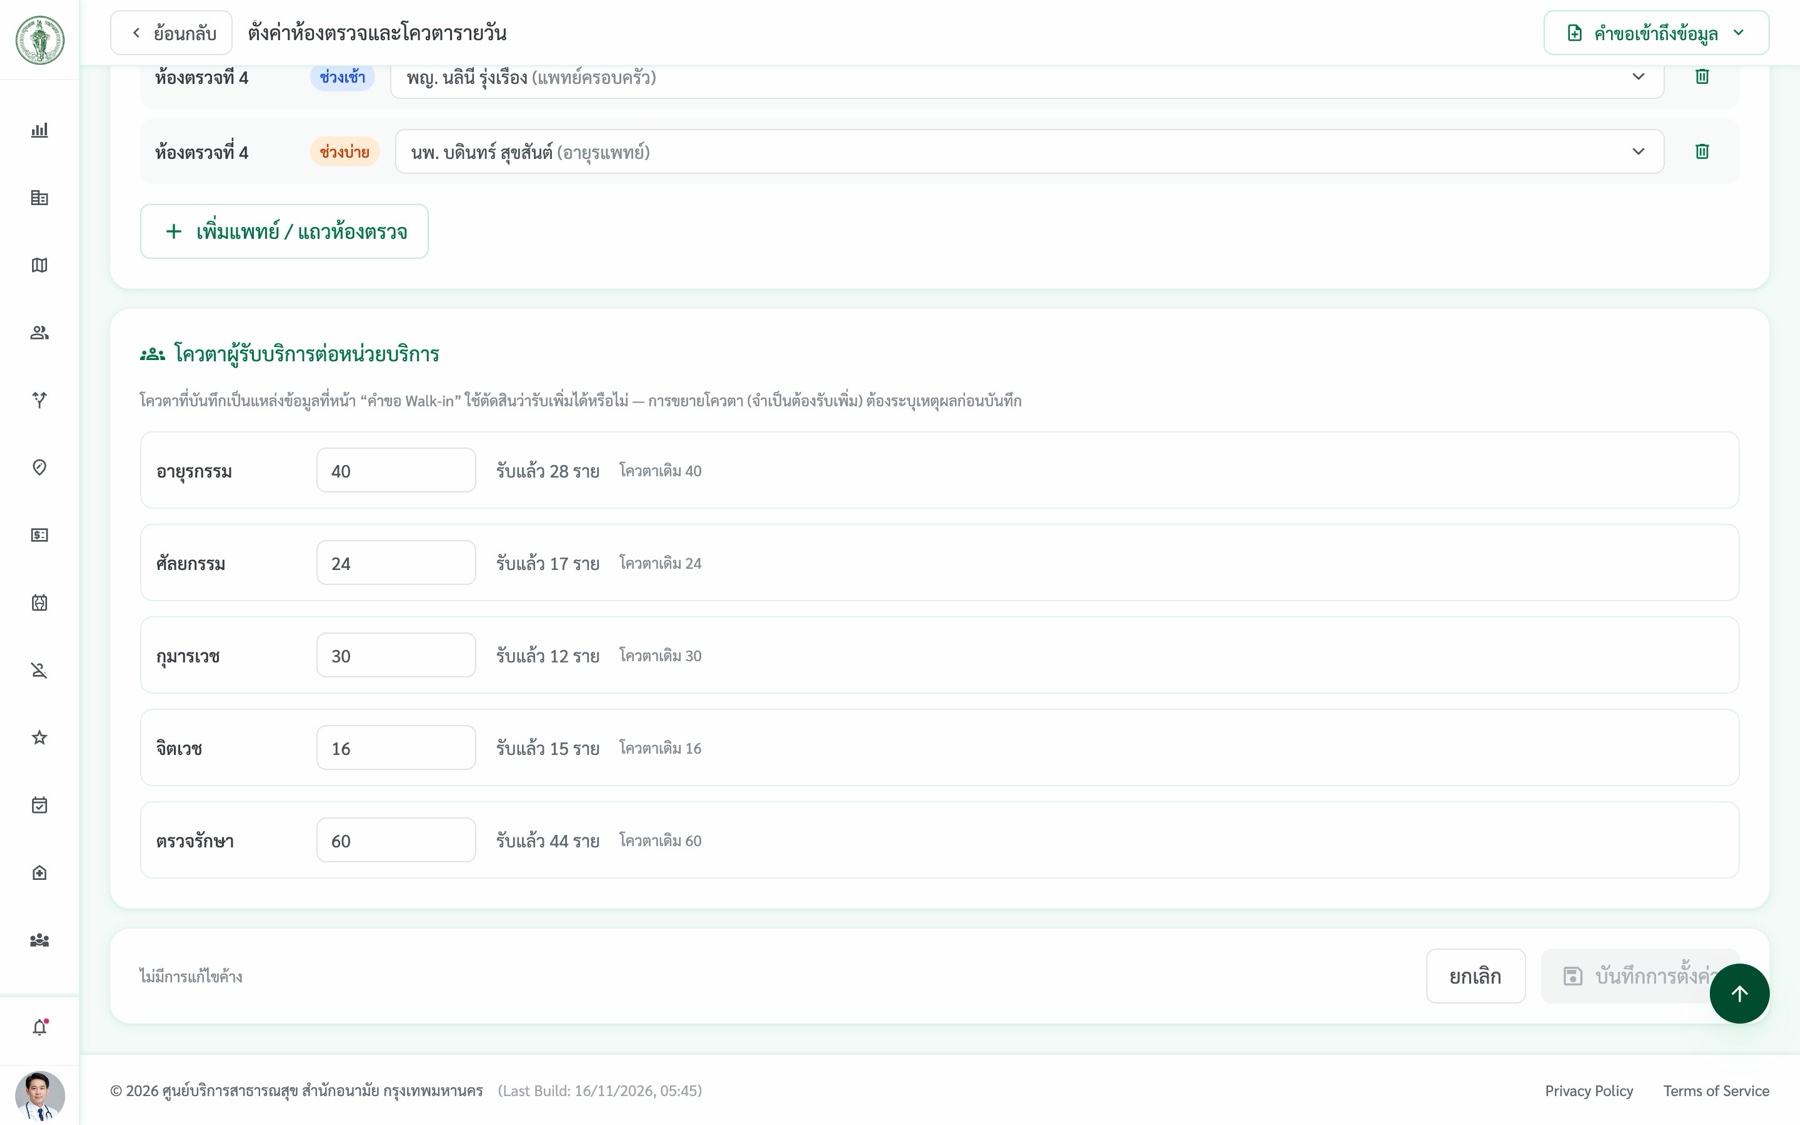 ย้อนกลับ
ตั้งค่าห้องตรวจและโควตารายวัน
คำขอเข้าถึงข้อมูล
ห้องตรวจที่ 4 ช่วงเช้า พญ. นลินี รุ่งเรือง (แพทย์ครอบครัว)
ห้องตรวจที่ 4 ช่วงบ่าย นพ. บดินทร์ สุขสันต์ (อายุรแพทย์)
เพิ่มแพทย์ / แถวห้องตรวจ
โควตาผู้รับบริการต่อหน่วยบริการ
โควตาที่บันทึกเป็นแหล่งข้อมูลที่หน้า “คำขอ Walk-in” ใช้ตัดสินว่ารับเพิ่มได้หรือไม่ — การขยายโควตา (จำเป็นต้องรับเพิ่ม) ต้องระบุเหตุผลก่อนบันทึก
อายุรกรรม 40 รับแล้ว 28 ราย โควตาเดิม 40
ศัลยกรรม 24 รับแล้ว 17 ราย โควตาเดิม 24
กุมารเวช 30 รับแล้ว 12 ราย โควตาเดิม 30
จิตเวช 16 รับแล้ว 15 ราย โควตาเดิม 16
ตรวจรักษา 60 รับแล้ว 44 ราย โควตาเดิม 60
ไม่มีการแก้ไขค้าง
ยกเลิก
บันทึกการตั้งค่า
© 2026 ศูนย์บริการสาธารณสุข สำนักอนามัย กรุงเทพมหานคร (Last Build: 16/11/2026, 05:45)
Privacy Policy Terms of Service